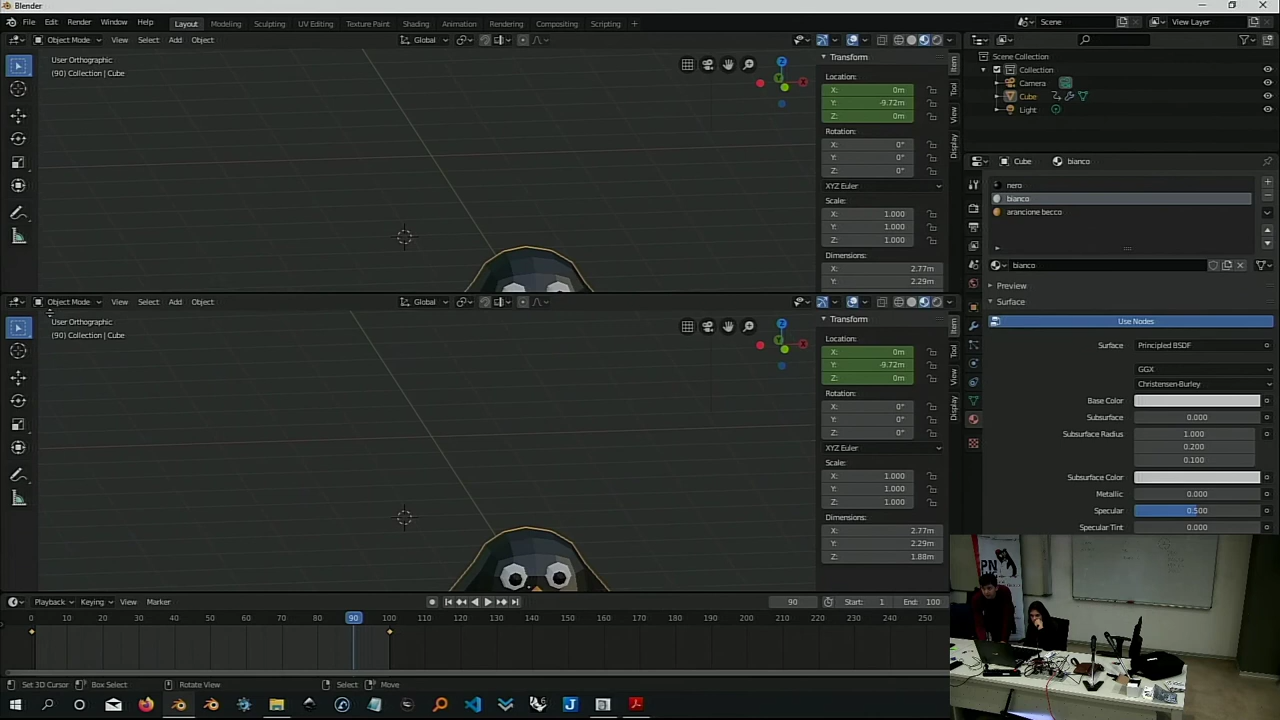 Blender
File Edit Render Window Help Layout Modeling Sculpting UV Editing Texture Paint Shading Animation Rendering Compositing Scripting + Scene View Layer
Object Mode View Select Add Object Global
User Orthographic
(90) Collection | Cube
Transform
Location:
X: 0m
Y: -9.72m
Z: 0m
Rotation:
X: 0°
Y: 0°
Z: 0°
XYZ Euler
Scale:
X: 1.000
Y: 1.000
Z: 1.000
Dimensions:
X: 2.77m
Y: 2.29m
Item
Tool
View
Display
Object Mode View Select Add Object Global
User Orthographic
(90) Collection | Cube
Transform
Location:
X: 0m
Y: -9.72m
Z: 0m
Rotation:
X: 0°
Y: 0°
Z: 0°
XYZ Euler
Scale:
X: 1.000
Y: 1.000
Z: 1.000
Dimensions:
X: 2.77m
Y: 2.29m
Z: 1.88m
Item
Tool
View
Display
Scene Collection
Collection
Camera
Cube
Light
Cube bianco
nero
bianco
arancione becco
bianco
Preview
Surface
Use Nodes
Surface Principled BSDF
GGX
Christensen-Burley
Base Color
Subsurface 0.000
Subsurface Radius 1.000
0.200
0.100
Subsurface Color
Metallic 0.000
Specular 0.500
Specular Tint 0.000
Playback Keying View Marker 90 Start: 1 End: 100
0 10 20 30 40 50 60 70 80 90 100 110 120 130 140 150 160 170 180 190 200 210 220 230 240 250
Set 3D Cursor Box Select Rotate View Select Move
PN